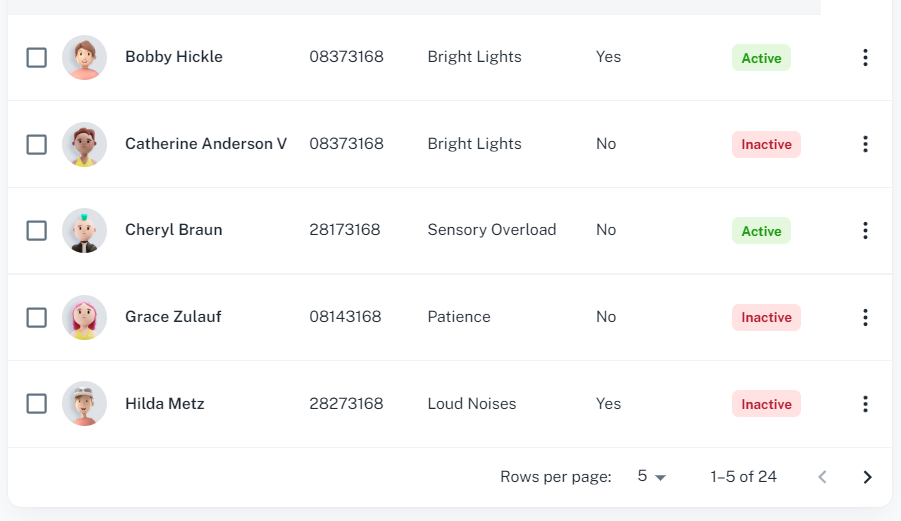 Bobby Hickle 08373168 Bright Lights Yes Active
Catherine Anderson V 08373168 Bright Lights No Inactive
Cheryl Braun 28173168 Sensory Overload No Active
Grace Zulauf 08143168 Patience No Inactive
Hilda Metz 28273168 Loud Noises Yes Inactive
Rows per page: 5 1–5 of 24